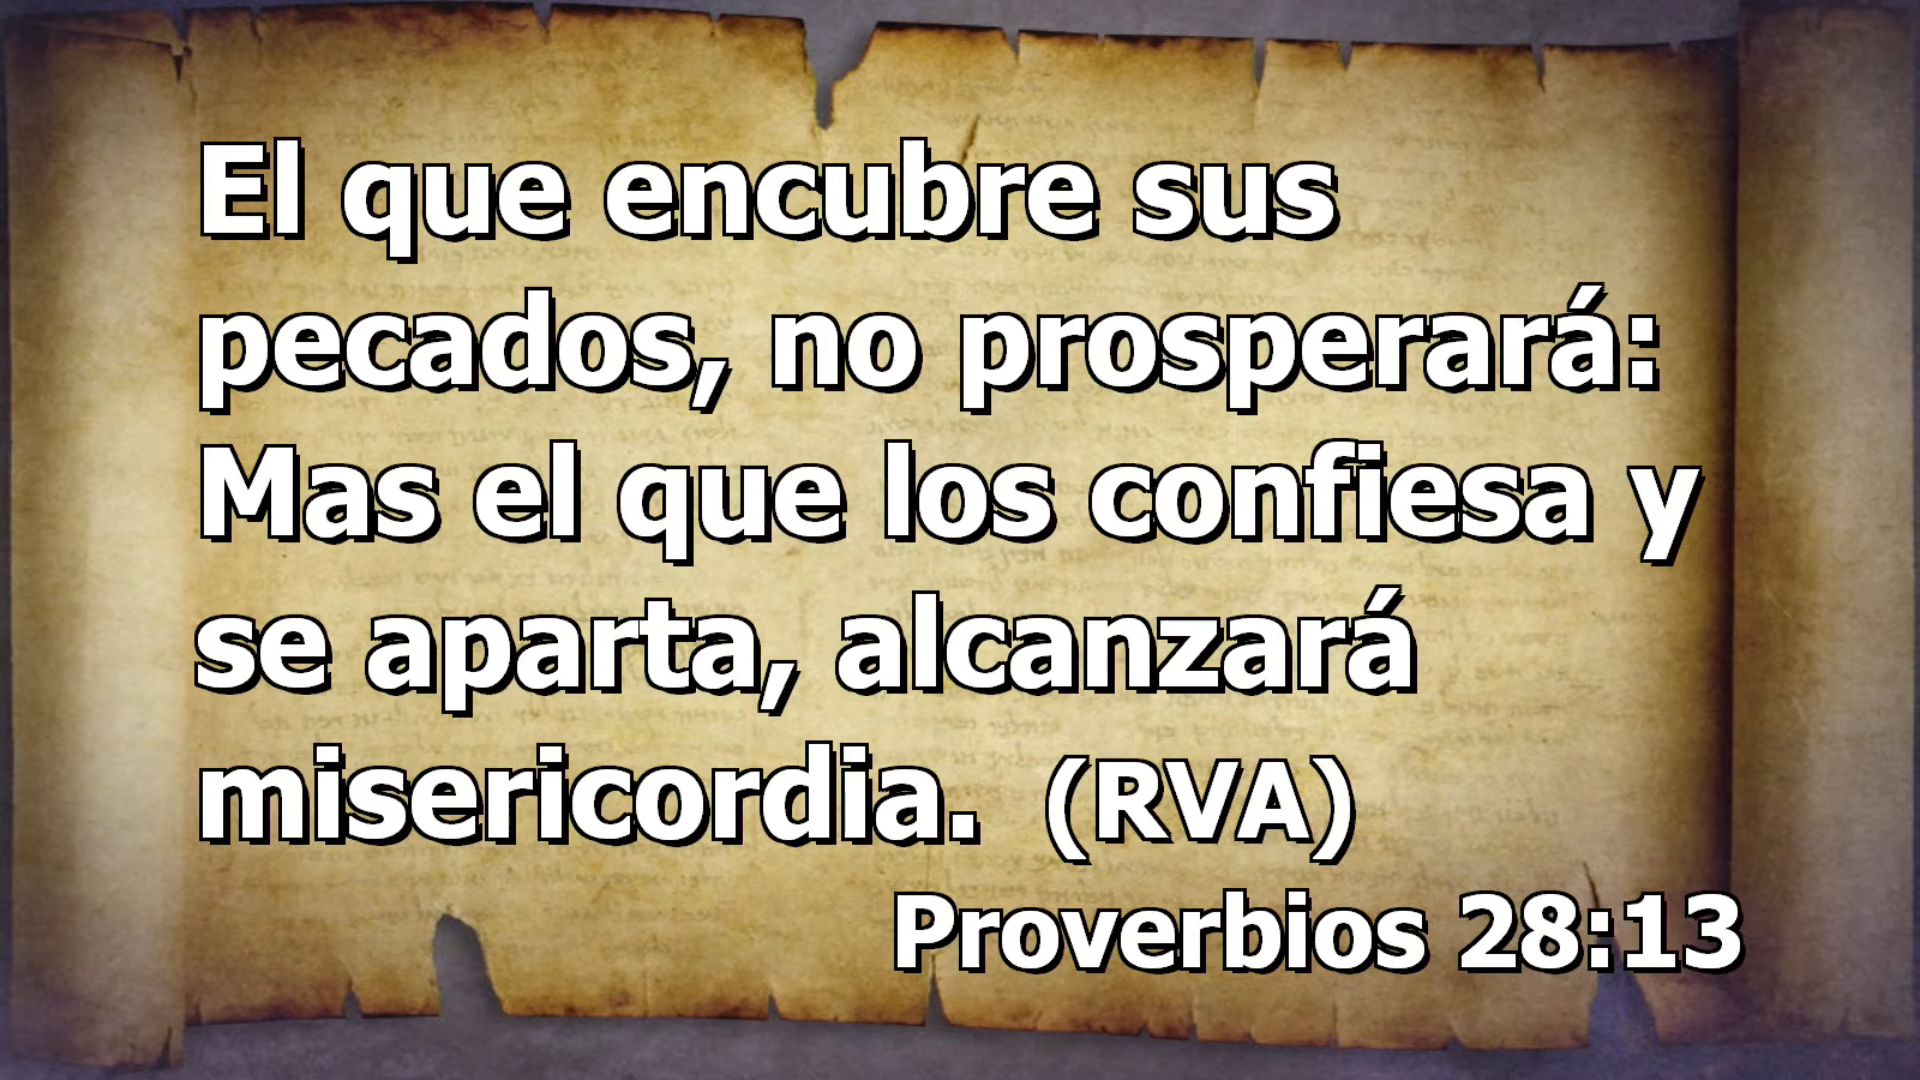 El que encubre sus
pecados, no prosperará:
Mas el que los confiesa y
se aparta, alcanzará
misericordia. (RVA)
Proverbios 28:13